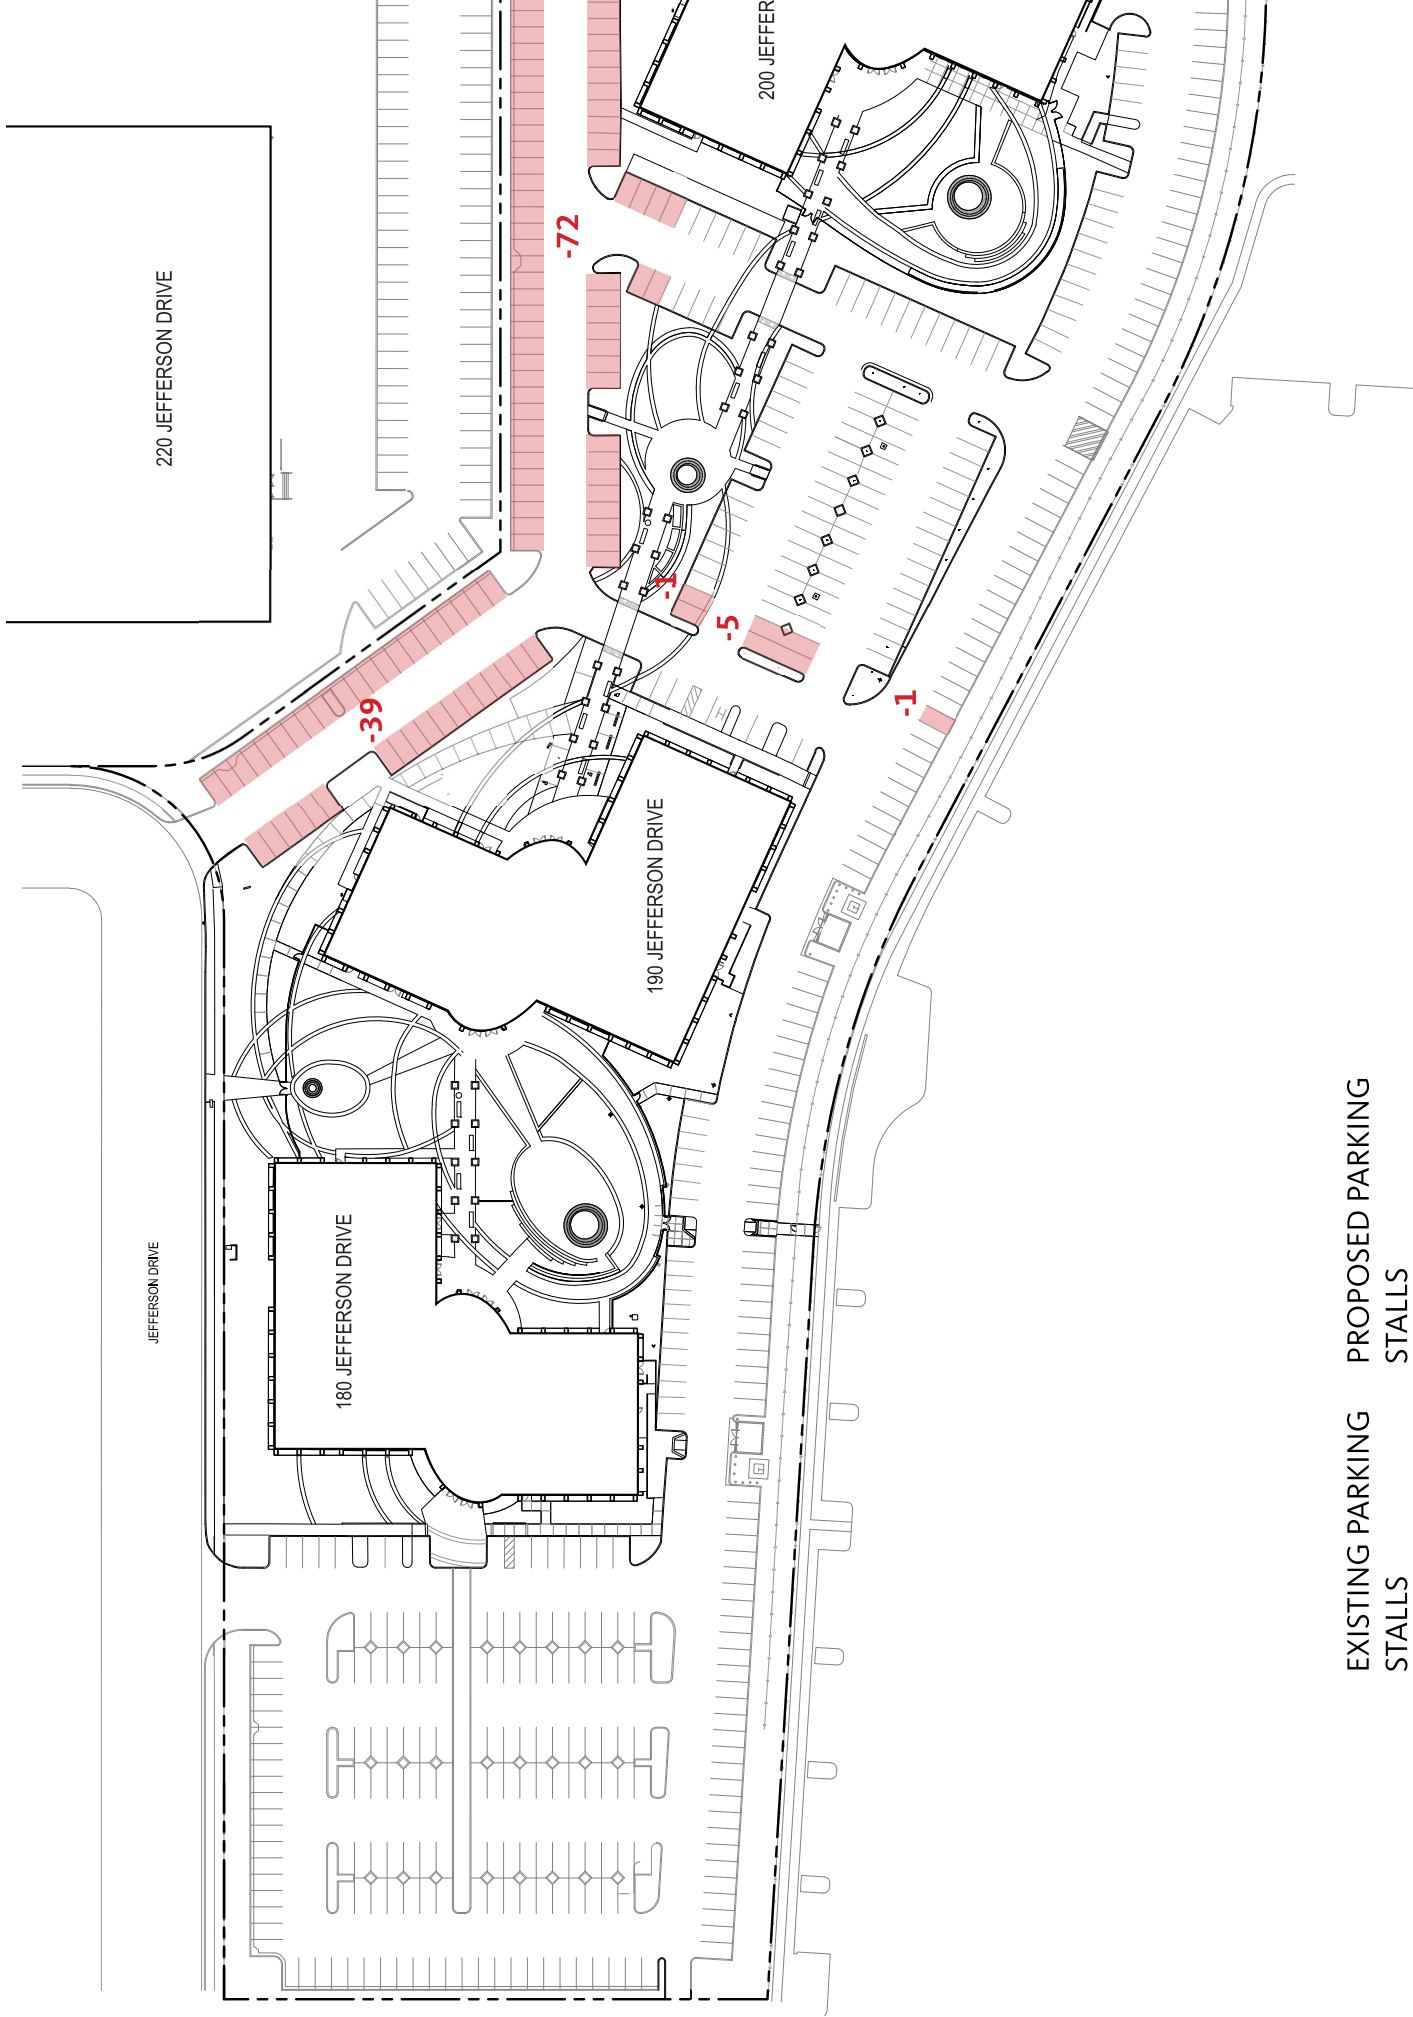 220 JEFFERSON DRIVE
200 JEFFER
-72
-1
-5
-39
-1
190 JEFFERSON DRIVE
180 JEFFERSON DRIVE
JEFFERSON DRIVE
EXISTING PARKING
STALLS
PROPOSED PARKING
STALLS